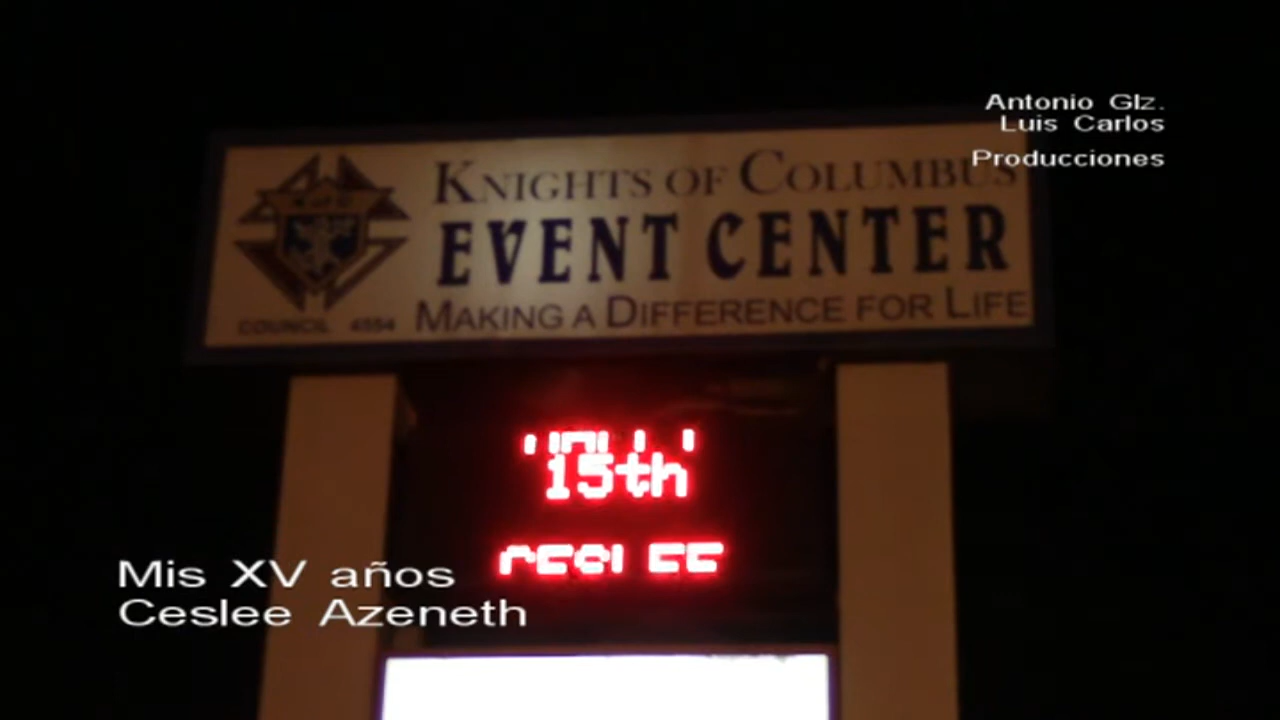 Antonio Glz.
Luis Carlos
Producciones
KNIGHTS OF COLUMBUS
EVENT CENTER
MAKING A DIFFERENCE FOR LIFE
COUNCIL 4554
15th
Mis XV años
Ceslee Azeneth